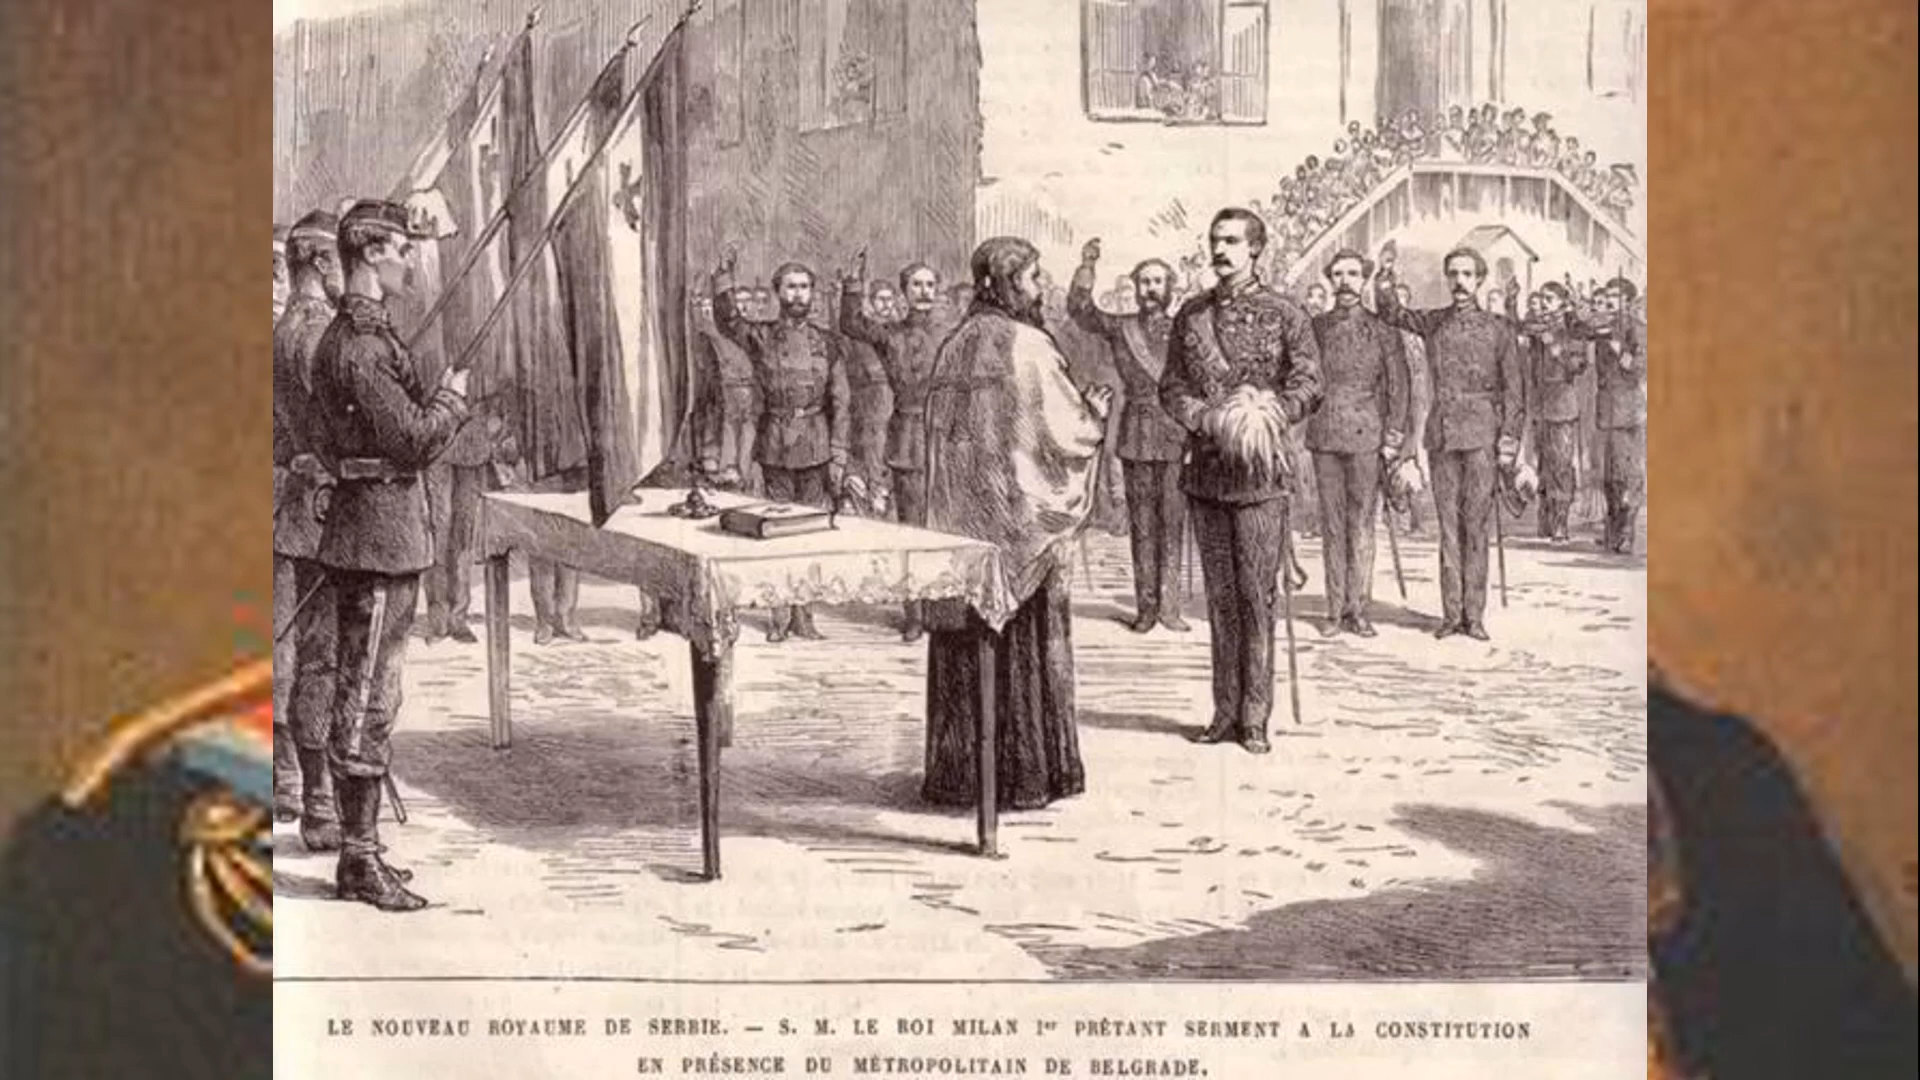 LE NOUVEAU ROYAUME DE SERBIE. — S. M. LE ROI MILAN Iᵉʳ PRÊTANT SERMENT A LA CONSTITUTION
EN PRÉSENCE DU MÉTROPOLITAIN DE BELGRADE.